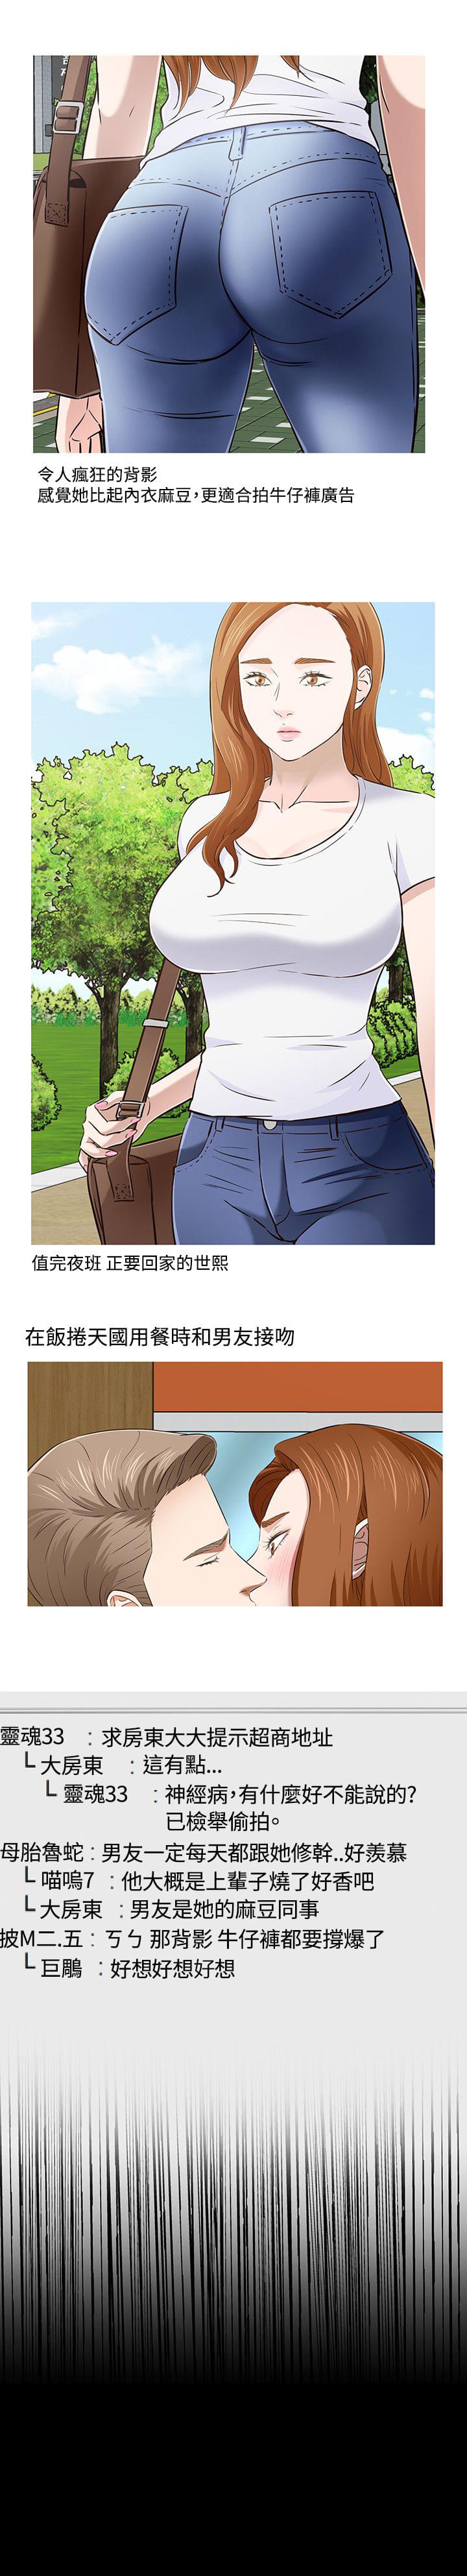 令人瘋狂的背影
感覺她比起內衣麻豆,更適合拍牛仔褲廣告
值完夜班 正要回家的世熙
在飯捲天國用餐時和男友接吻
靈魂33 : 求房東大大提示超商地址
┗ 大房東 : 這有點...
┗ 靈魂33 : 神經病,有什麼好不能說的?
已檢舉偷拍。
母胎魯蛇 : 男友一定每天都跟她修幹..好羨慕
┗ 喵嗚7 : 他大概是上輩子燒了好香吧
┗ 大房東 : 男友是她的麻豆同事
披M二.五 : ㄎㄅ 那背影 牛仔褲都要撐爆了
┗ 巨鵰 : 好想好想好想